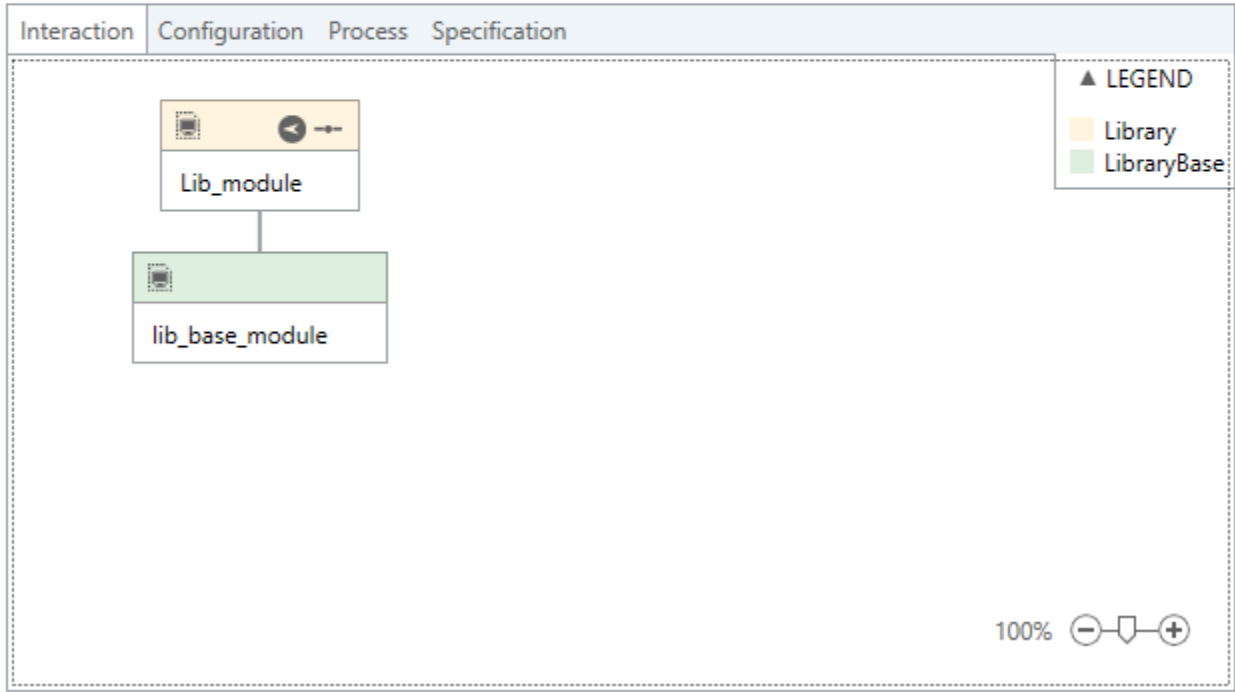 Interaction Configuration Process Specification
▲ LEGEND
Library
LibraryBase
Lib_module
lib_base_module
100%